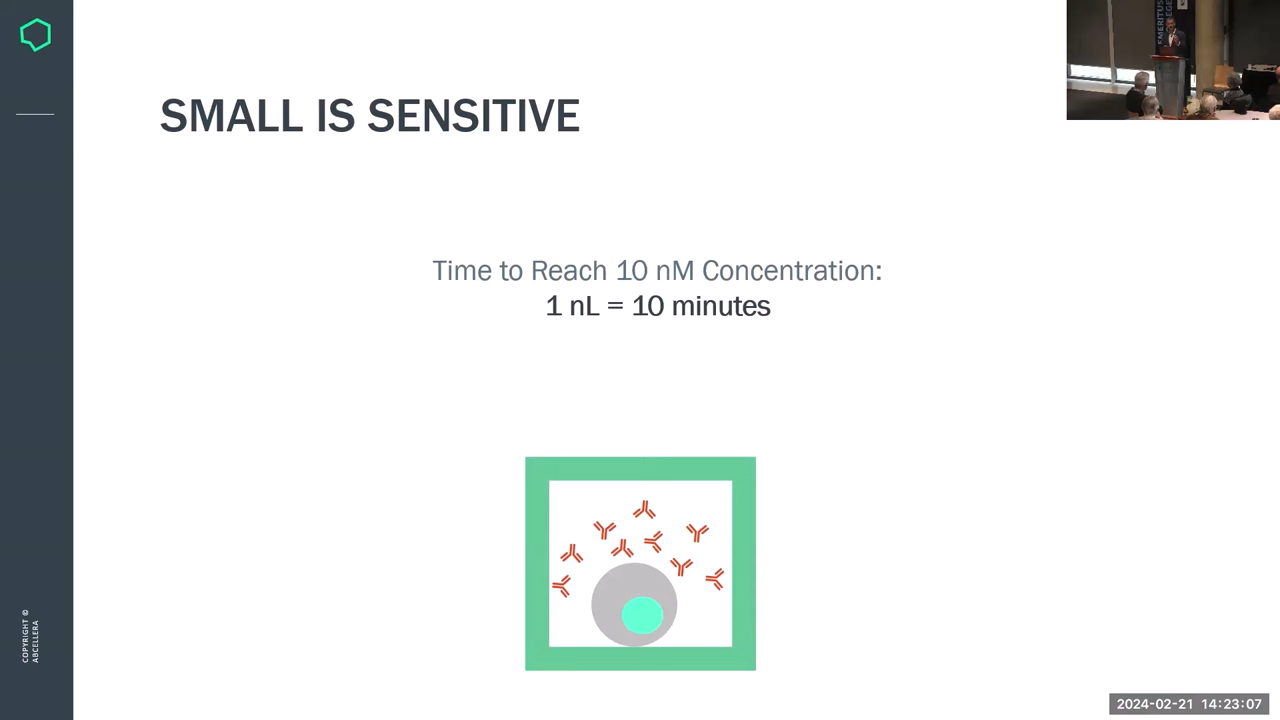 SMALL IS SENSITIVE
Time to Reach 10 nM Concentration:
1 nL = 10 minutes
COPYRIGHT ©
ABCELLERA
EMERITUS
2024-02-21 14:23:07